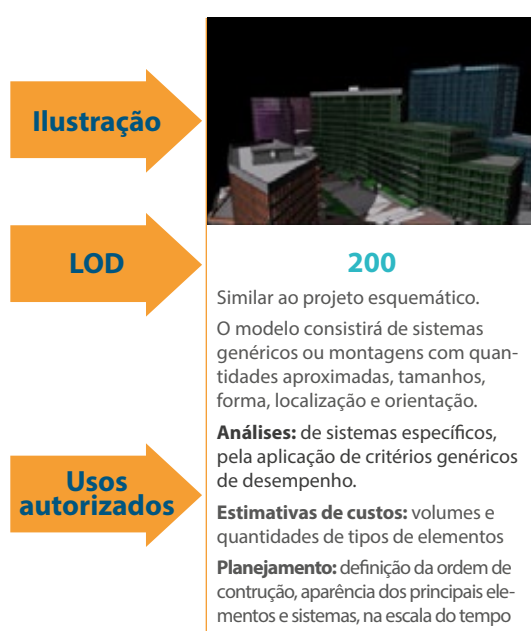 Ilustração
LOD
200
Similar ao projeto esquemático.
O modelo consistirá de sistemas
genéricos ou montagens com quan-
tidades aproximadas, tamanhos,
forma, localização e orientação.
Usos
autorizados
Análises: de sistemas específicos,
pela aplicação de critérios genéricos
de desempenho.
Estimativas de custos: volumes e
quantidades de tipos de elementos
Planejamento: definição da ordem de
contrução, aparência dos principais ele-
mentos e sistemas, na escala do tempo